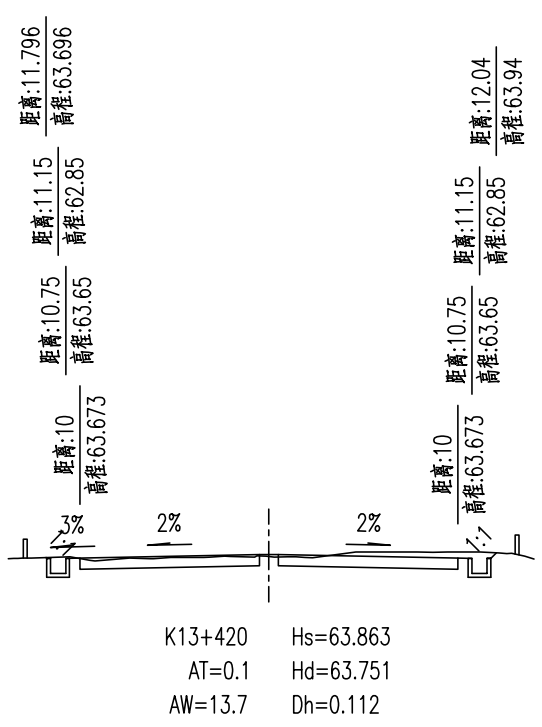 距离:11.796
高程:63.696
距离:11.15
高程:62.85
距离:10.75
高程:63.65
距离:10
高程:63.673
距离:12.04
高程:63.94
距离:11.15
高程:62.85
距离:10.75
高程:63.65
距离:10
高程:63.673
1:1
3%
2%
2%
1:1
K13+420
Hs=63.863
AT=0.1
Hd=63.751
AW=13.7
Dh=0.112